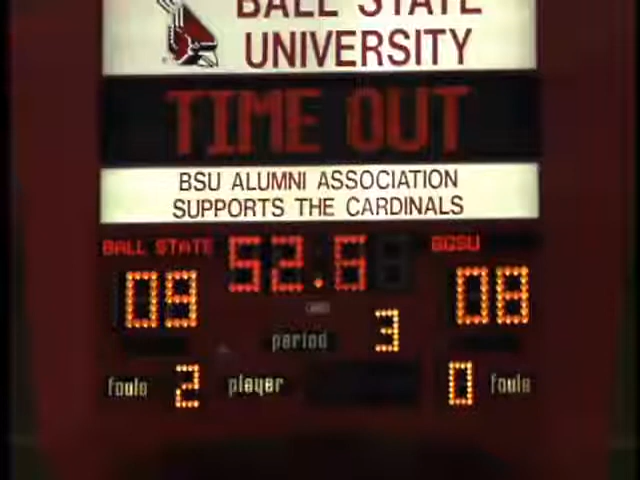 BALL STATE
UNIVERSITY
TIME OUT
BSU ALUMNI ASSOCIATION
SUPPORTS THE CARDINALS
BALL STATE 52.6 BGSU
09 08
period 3
fouls 2 player 0 fouls